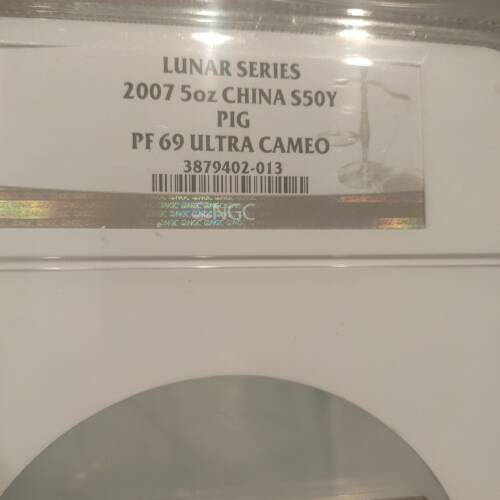 LUNAR SERIES
2007 5oz CHINA S50Y
PIG
PF 69 ULTRA CAMEO
3879402-013
NGC